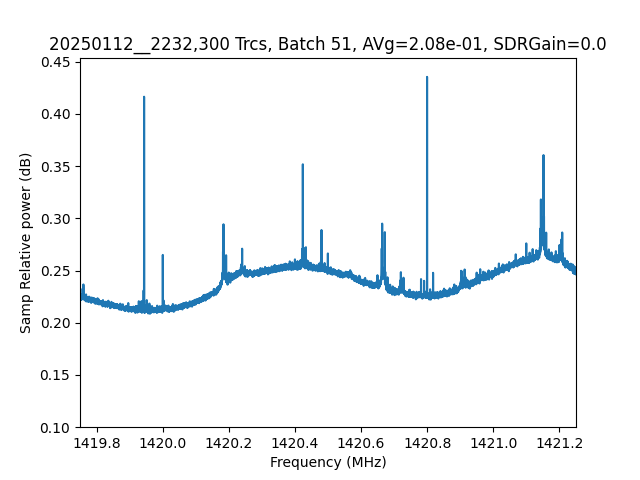 20250112__2232,300 Trcs, Batch 51, AVg=2.08e-01, SDRGain=0.0
0.45
0.40
0.35
0.30
0.25
0.20
0.15
0.10
Samp Relative power (dB)
1419.8 1420.0 1420.2 1420.4 1420.6 1420.8 1421.0 1421.2
Frequency (MHz)